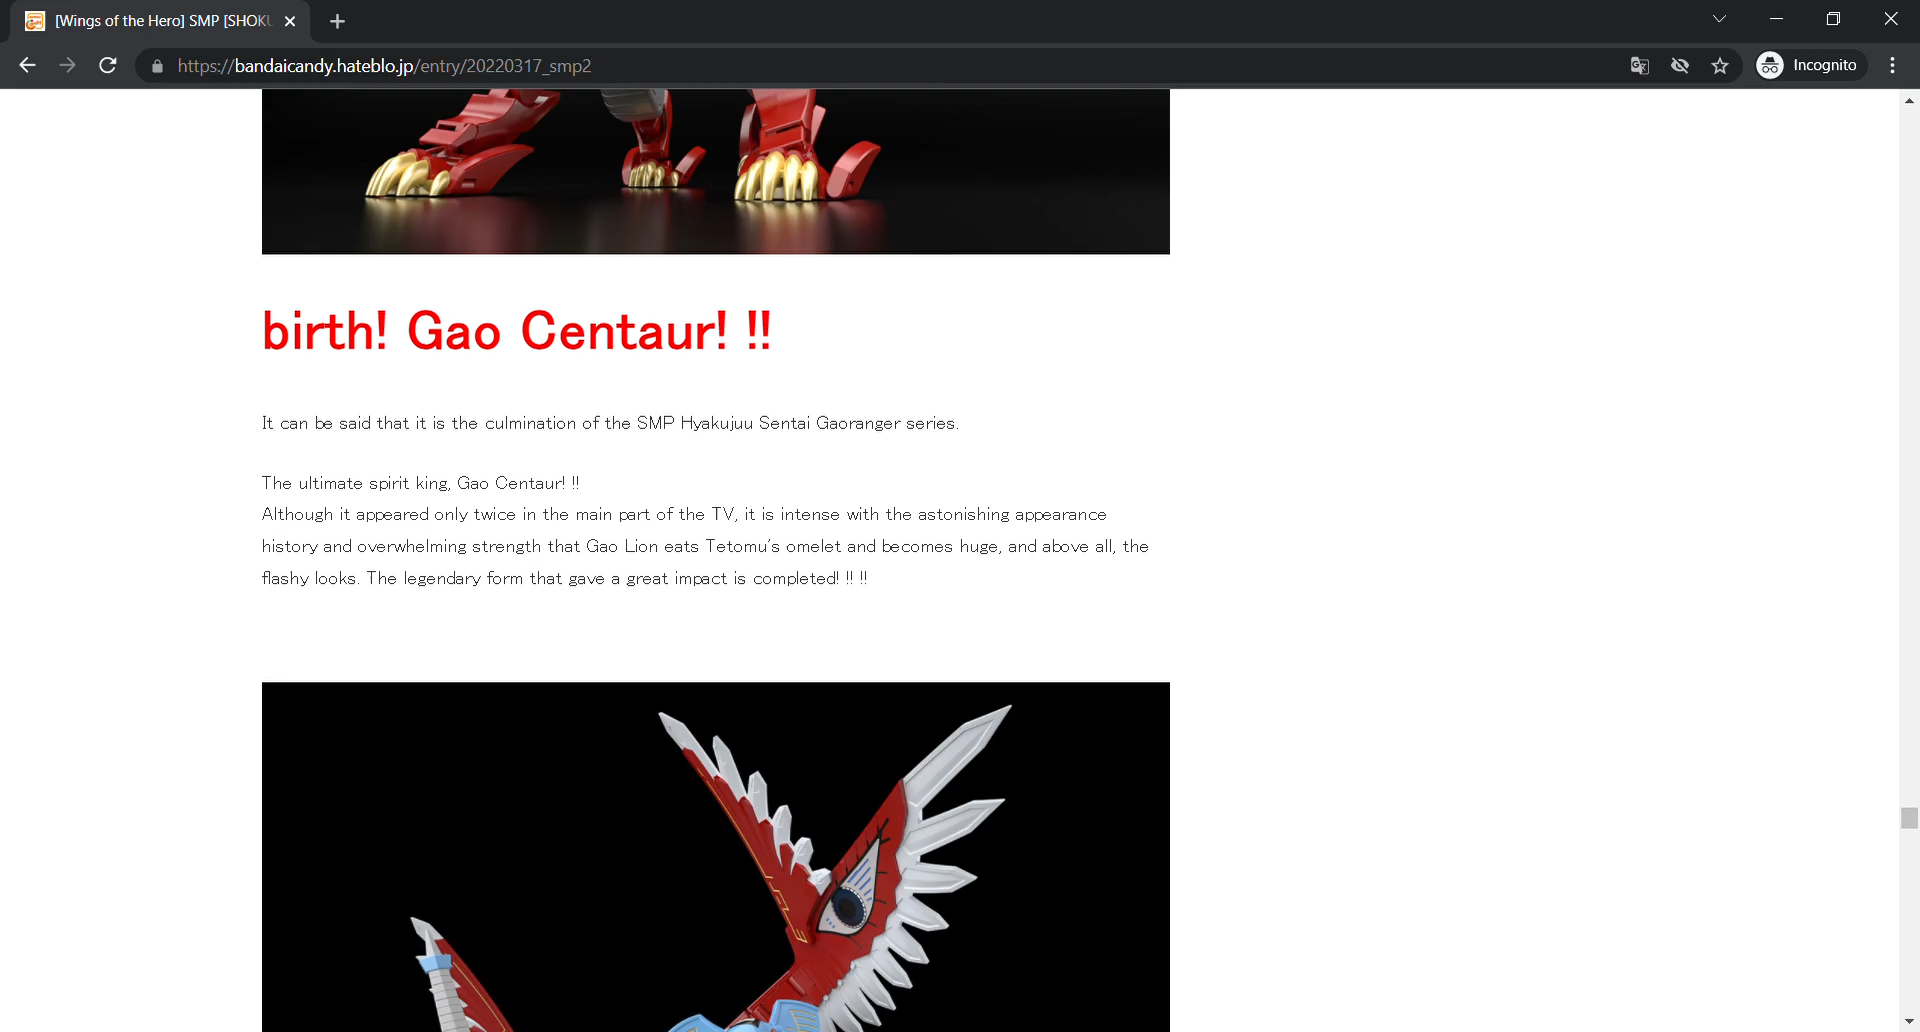 [Wings of the Hero] SMP [SHOKU
https://bandaicandy.hateblo.jp/entry/20220317_smp2
Incognito
birth! Gao Centaur! !!
It can be said that it is the culmination of the SMP Hyakujuu Sentai Gaoranger series.
The ultimate spirit king, Gao Centaur! !!
Although it appeared only twice in the main part of the TV, it is intense with the astonishing appearance
history and overwhelming strength that Gao Lion eats Tetomu's omelet and becomes huge, and above all, the
flashy looks. The legendary form that gave a great impact is completed! !! !!